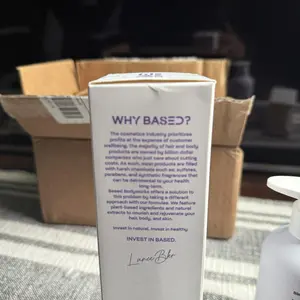 WHY BASED?
The cosmetics industry prioritizes
profits at the expense of customer
wellbeing. The majority of hair and body
products are owned by billion dollar
companies who just care about cutting
costs. As such, most products are filled
with harsh chemicals such as, sulfates,
parabens, and synthetic fragrances that
can be detrimental to your health
long term.
Based Bodyworks offers a solution to
this problem by taking a different
approach with our formulas. We feature
plant-based ingredients and natural
extracts to nourish and rejuvenate your
hair, body, and skin.
Invest in natural, invest in healthy
INVEST IN BASED.